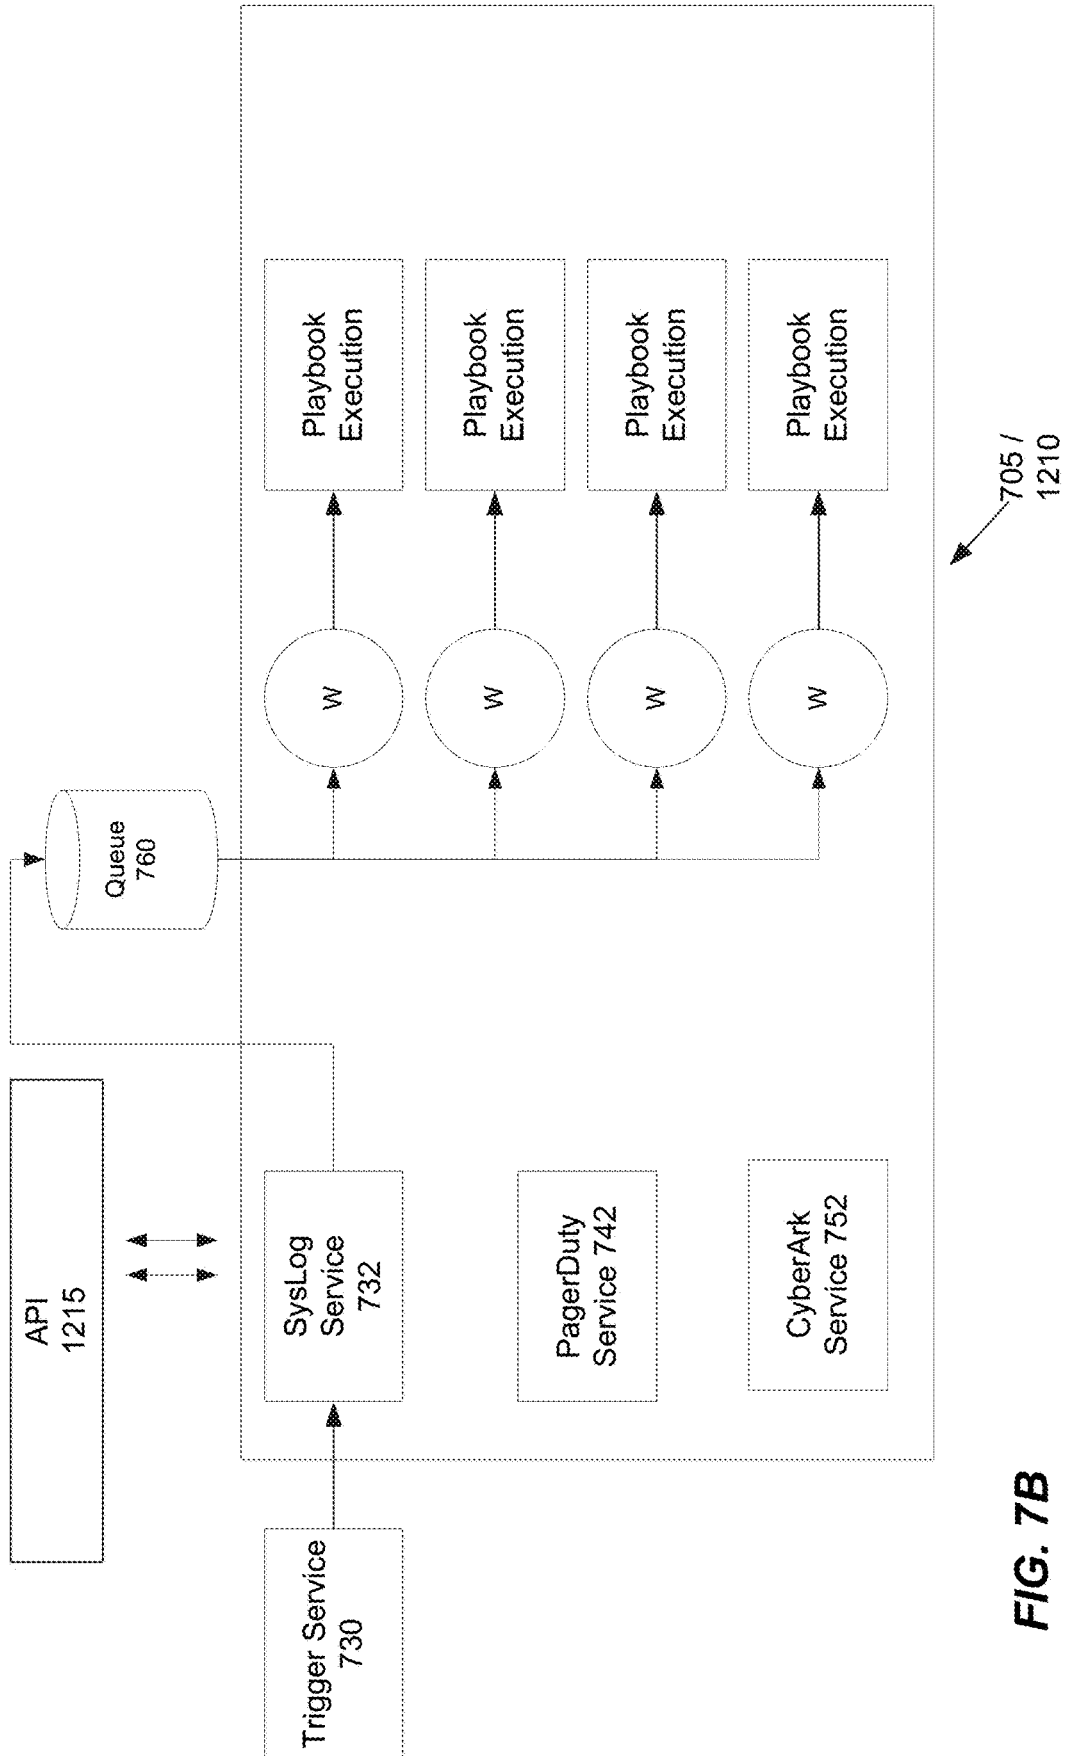 API
1215
Queue
760
Trigger Service
730
SysLog
Service
732
W
Playbook
Execution
W
Playbook
Execution
PagerDuty
Service 742
W
Playbook
Execution
CyberArk
Service 752
W
Playbook
Execution
705 /
1210
FIG. 7B